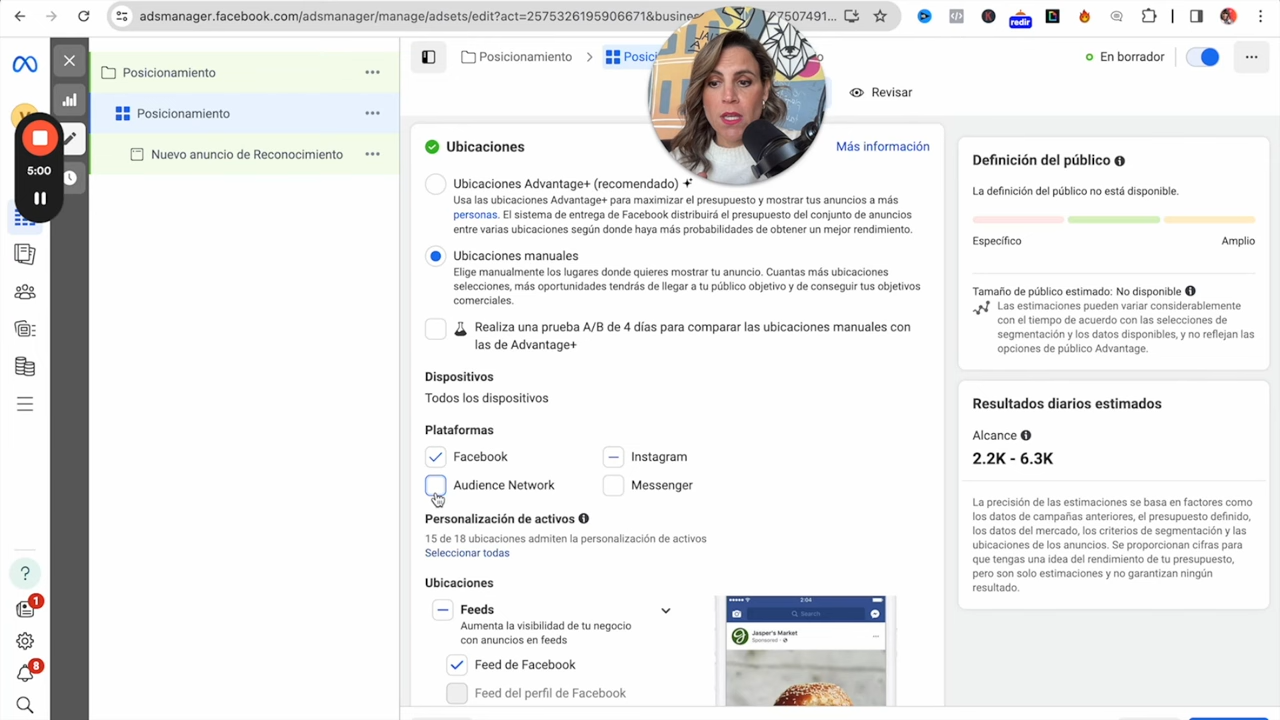 adsmanager.facebook.com/adsmanager/manage/adsets/edit?act=2575326195906671&busines
27507491...
redir
Posicionamiento
Posicionamiento
Nuevo anuncio de Reconocimiento
5:00
1
8
Posicionamiento
Posici
En borrador
Revisar
Ubicaciones
Más información
Ubicaciones Advantage+ (recomendado)
Usa las ubicaciones Advantage+ para maximizar el presupuesto y mostrar tus anuncios a más
personas. El sistema de entrega de Facebook distribuirá el presupuesto del conjunto de anuncios
entre varias ubicaciones según donde haya más probabilidades de obtener un mejor rendimiento.
Ubicaciones manuales
Elige manualmente los lugares donde quieres mostrar tu anuncio. Cuantas más ubicaciones
selecciones, más oportunidades tendrás de llegar a tu público objetivo y de conseguir tus objetivos
comerciales.
Realiza una prueba A/B de 4 días para comparar las ubicaciones manuales con
las de Advantage+
Dispositivos
Todos los dispositivos
Plataformas
Facebook
Instagram
Audience Network
Messenger
Personalización de activos
15 de 18 ubicaciones admiten la personalización de activos
Seleccionar todas
Ubicaciones
Feeds
Aumenta la visibilidad de tu negocio
con anuncios en feeds
Feed de Facebook
Feed del perfil de Facebook
2:04
Search
Jasper's Market
Sponsored
Definición del público
La definición del público no está disponible.
Específico
Amplio
Tamaño de público estimado: No disponible
Las estimaciones pueden variar considerablemente
con el tiempo de acuerdo con las selecciones de
segmentación y los datos disponibles, y no reflejan las
opciones de público Advantage.
Resultados diarios estimados
Alcance
2.2K - 6.3K
La precisión de las estimaciones se basa en factores como
los datos de campañas anteriores, el presupuesto definido,
los datos del mercado, los criterios de segmentación y las
ubicaciones de los anuncios. Se proporcionan cifras para
que tengas una idea del rendimiento de tu presupuesto,
pero son solo estimaciones y no garantizan ningún
resultado.